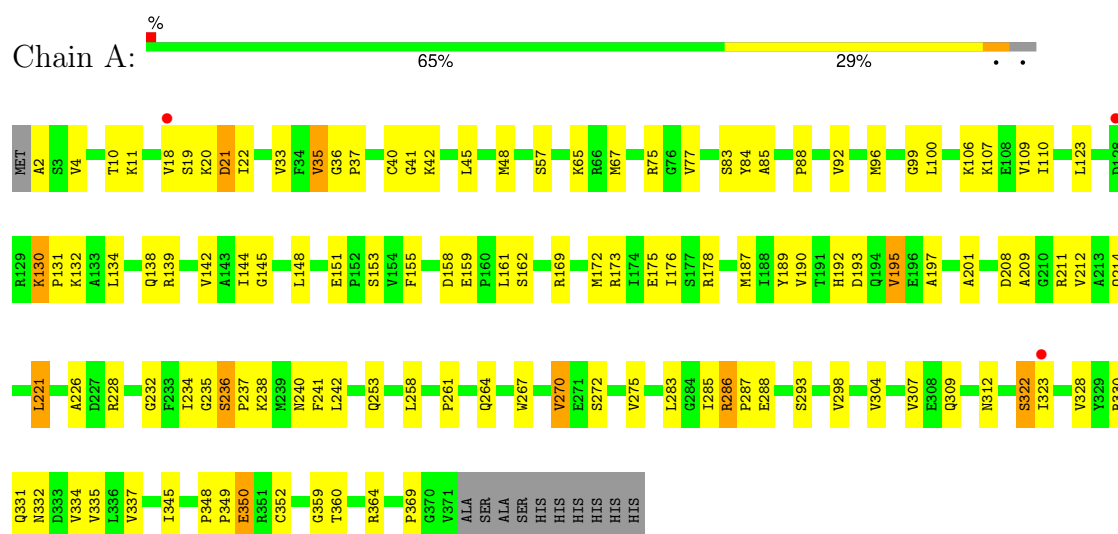 %
Chain A:
65% 29% • •
MET A2 S3 V4 T10 K11 V18 S19 K20 D21 I22 V33 F34 V35 G36 P37 C40 G41 K42 L45 M48 S57 K65 R66 M67 R75 G76 V77 S83 Y84 A85 P88 V92 M96 G99 L100 K106 K107 E108 V109 I110 L123 D128
R129 K130 P131 K132 A133 L134 Q138 R139 V142 A143 I144 G145 L148 E151 P152 S153 V154 F155 D158 E159 P160 L161 S162 R169 M172 R173 I174 E175 I176 S177 R178 M187 I188 Y189 V190 T191 H192 D193 Q194 V195 E196 A197 A201 D208 A209 G210 R211 V212 A213
L221 A226 D227 R228 G232 F233 I234 G235 S236 P237 K238 M239 N240 F241 L242 Q253 L258 P261 Q264 W267 V270 E271 S272 V275 L283 G284 I285 R286 P287 E288 S293 V298 V304 V307 E308 Q309 N312 S322 I323 V328 Y329
Q331 N332 D333 V334 V335 L336 V337 I345 P348 P349 E350 R351 C352 G359 T360 R364 P369 G370 V371 ALA SER ALA SER HIS HIS HIS HIS HIS HIS